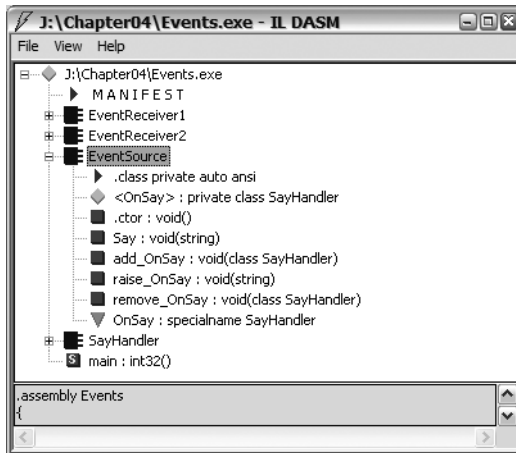 J:\Chapter04\Events.exe - IL DASM
File View Help
J:\Chapter04\Events.exe
M A N I F E S T
EventReceiver1
EventReceiver2
EventSource
.class private auto ansi
<OnSay> : private class SayHandler
.ctor : void()
Say : void(string)
add_OnSay : void(class SayHandler)
raise_OnSay : void(string)
remove_OnSay : void(class SayHandler)
OnSay : specialname SayHandler
SayHandler
S main : int32()
.assembly Events
{